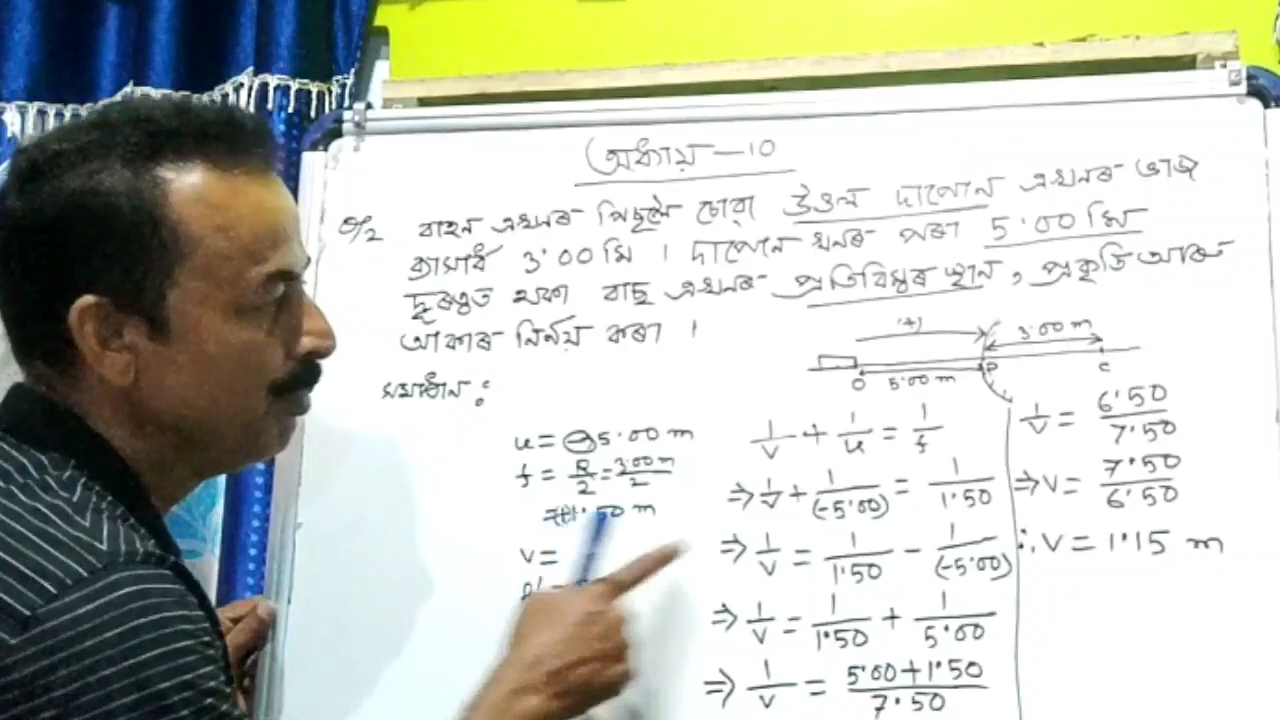 অধ্যায় — 10
প্ৰ/2 বাহন এখনৰ পিছলৈ চোৱা উত্তল দাপোন এখনৰ ভাঁজ
ব্যাসাৰ্ধ 3.00 মি । দাপোন খনৰ পৰা 5.00 মি
দূৰত্বত থকা বাছ এখনৰ প্ৰতিবিম্বৰ স্থান, প্ৰকৃতি আৰু
আকাৰ নিৰ্ণয় কৰা ।
সমাধান :
(+)
3.00 m
O 5.00 m P C
u = -5.00 m
f = R/2 = 3.00 m/2
= +1.50 m
v =
1/v + 1/u = 1/f
⇒ 1/v + 1/(-5.00) = 1/1.50
⇒ 1/v = 1/1.50 - 1/(-5.00)
⇒ 1/v = 1/1.50 + 1/5.00
⇒ 1/v = 5.00+1.50/7.50
1/v = 6.50/7.50
⇒ v = 7.50/6.50
∴ v = 1.15 m